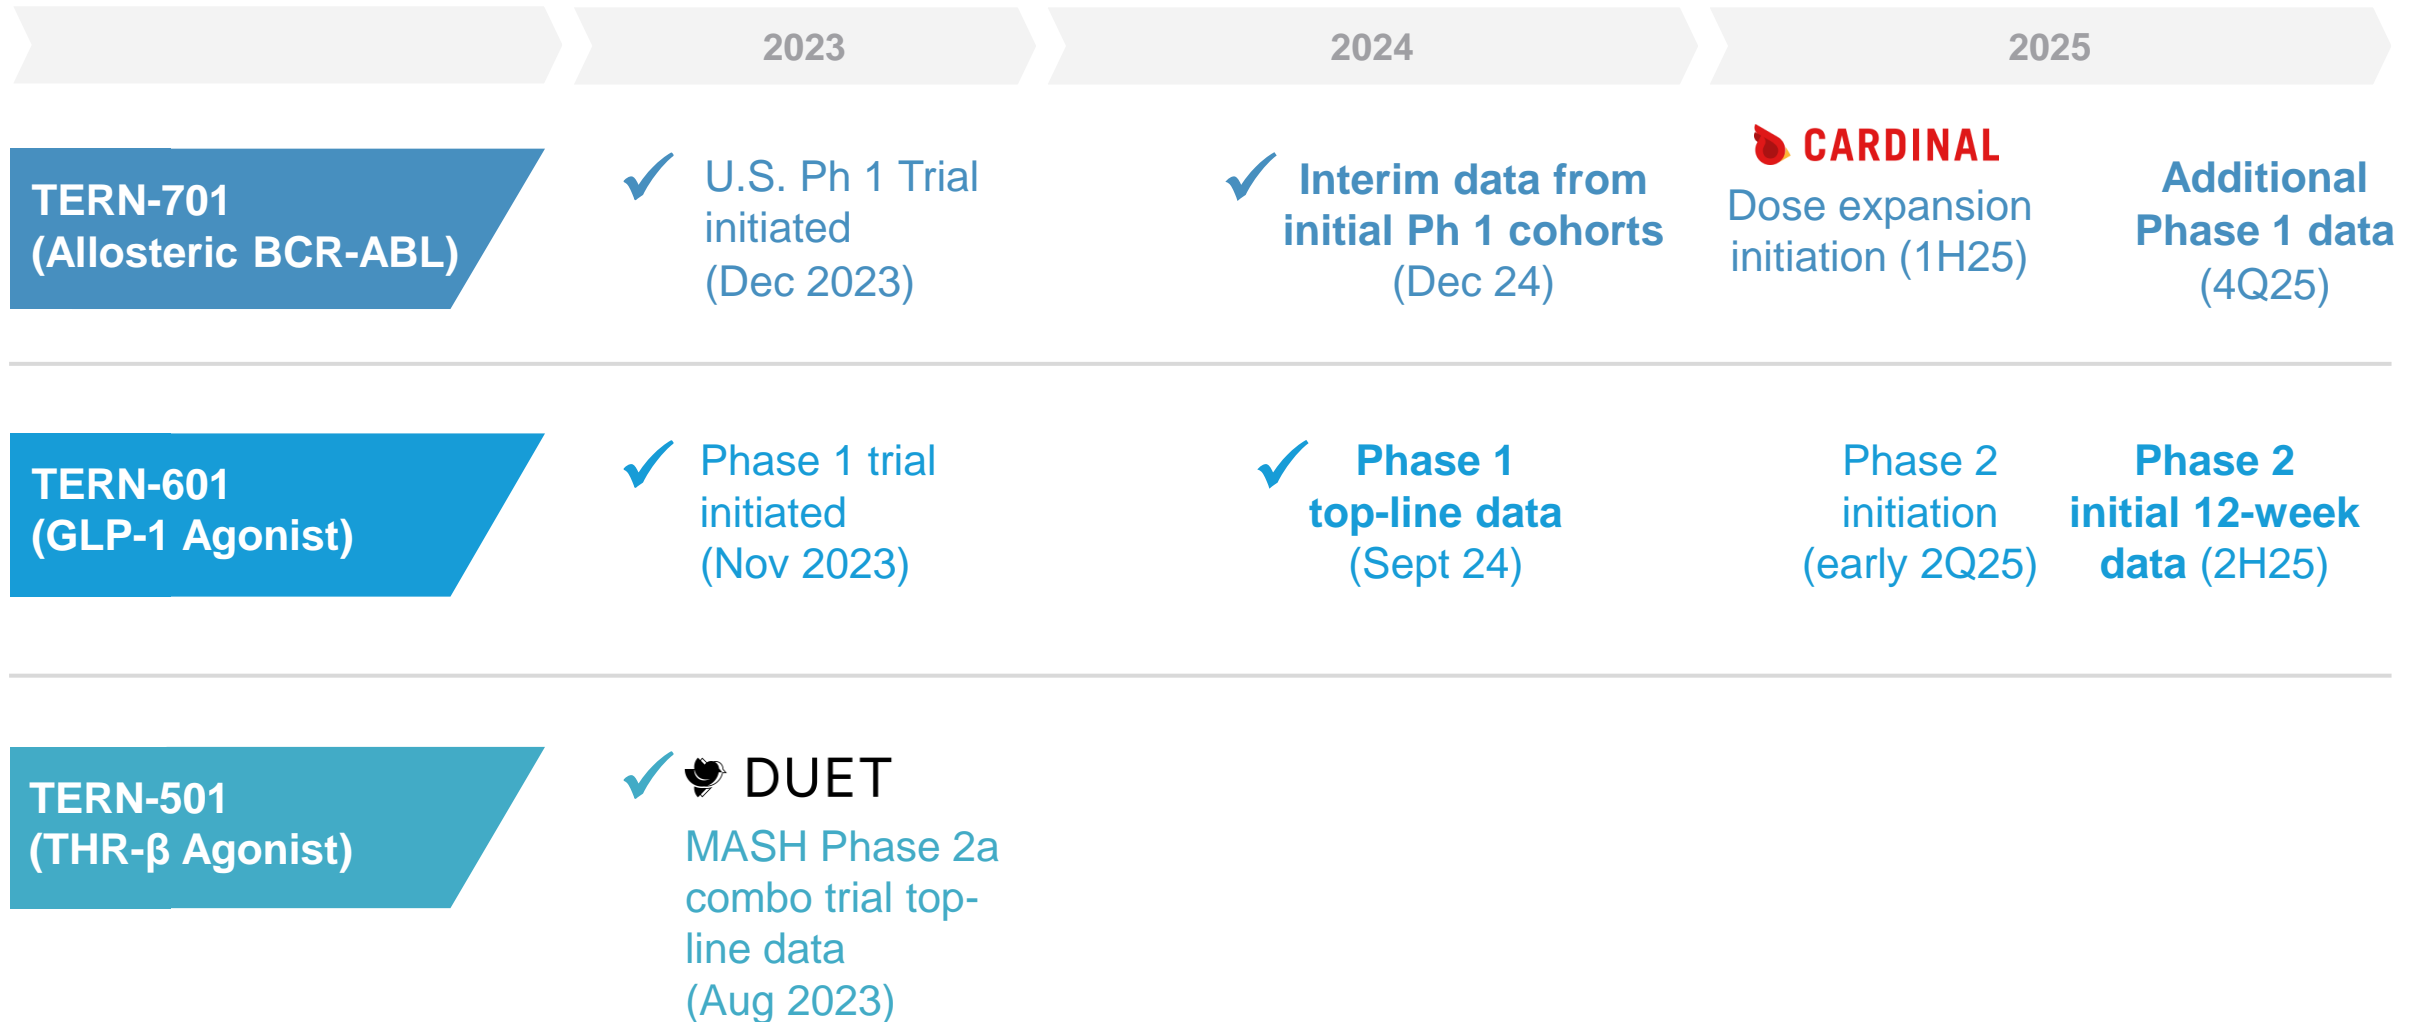 2023
2024
2025
TERN-701
(Allosteric BCR-ABL)
U.S. Ph 1 Trial
initiated
(Dec 2023)
Interim data from
initial Ph 1 cohorts
(Dec 24)
CARDINAL
Dose expansion
initiation (1H25)
Additional
Phase 1 data
(4Q25)
TERN-601
(GLP-1 Agonist)
Phase 1 trial
initiated
(Nov 2023)
Phase 1
top-line data
(Sept 24)
Phase 2
initiation
(early 2Q25)
Phase 2
initial 12-week
data (2H25)
TERN-501
(THR-β Agonist)
DUET
MASH Phase 2a
combo trial top-
line data
(Aug 2023)